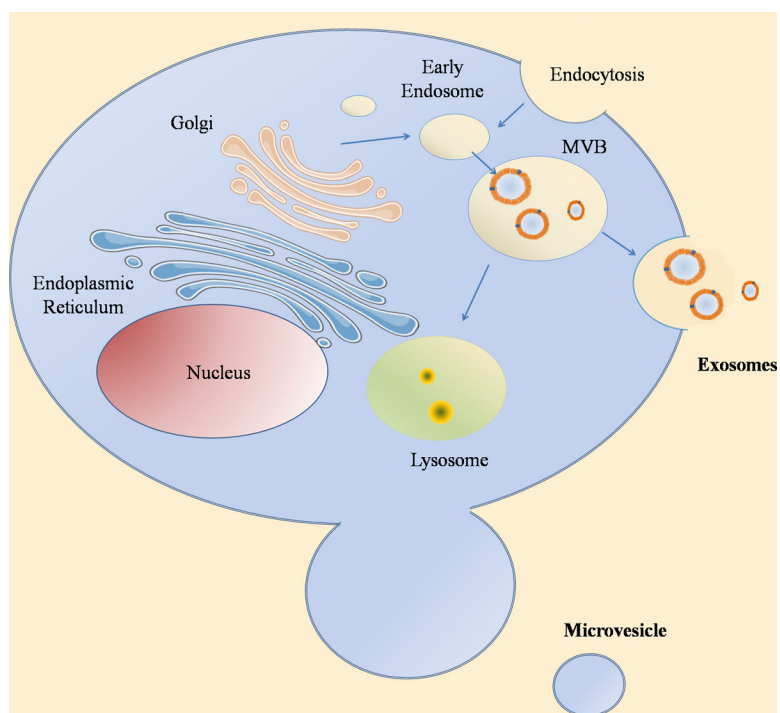 Early
Endosome
Endocytosis
Golgi
MVB
Endoplasmic
Reticulum
Nucleus
Exosomes
Lysosome
Microvesicle